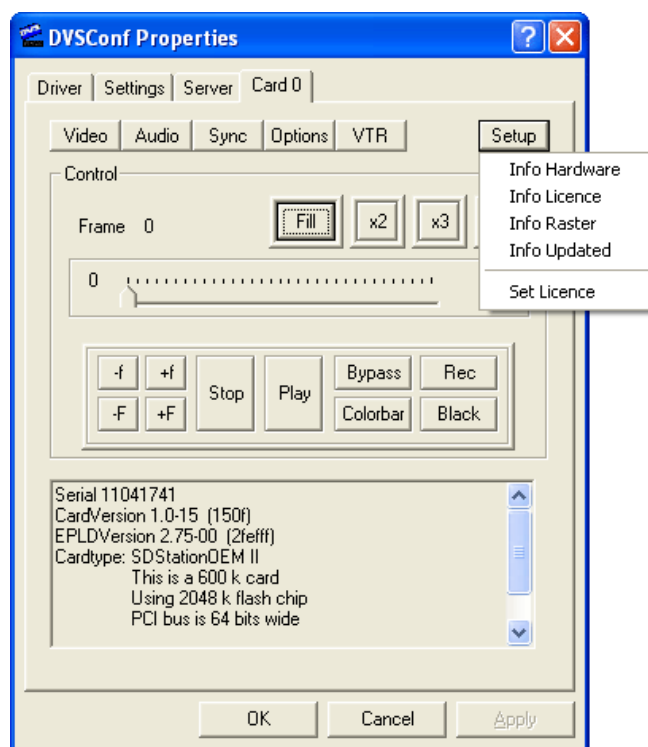 DVSConf Properties
Driver Settings Server Card 0
Video Audio Sync Options VTR Setup
Info Hardware
Info Licence
Info Raster
Info Updated
Set Licence
Control
Frame 0 Fill x2 x3
0
-f +f Stop Play Bypass Rec
-F +F Colorbar Black
Serial 11041741
CardVersion 1.0-15 (150f)
EPLDVersion 2.75-00 (2fefff)
Cardtype: SDStationOEM II
This is a 600 k card
Using 2048 k flash chip
PCI bus is 64 bits wide
OK Cancel Apply